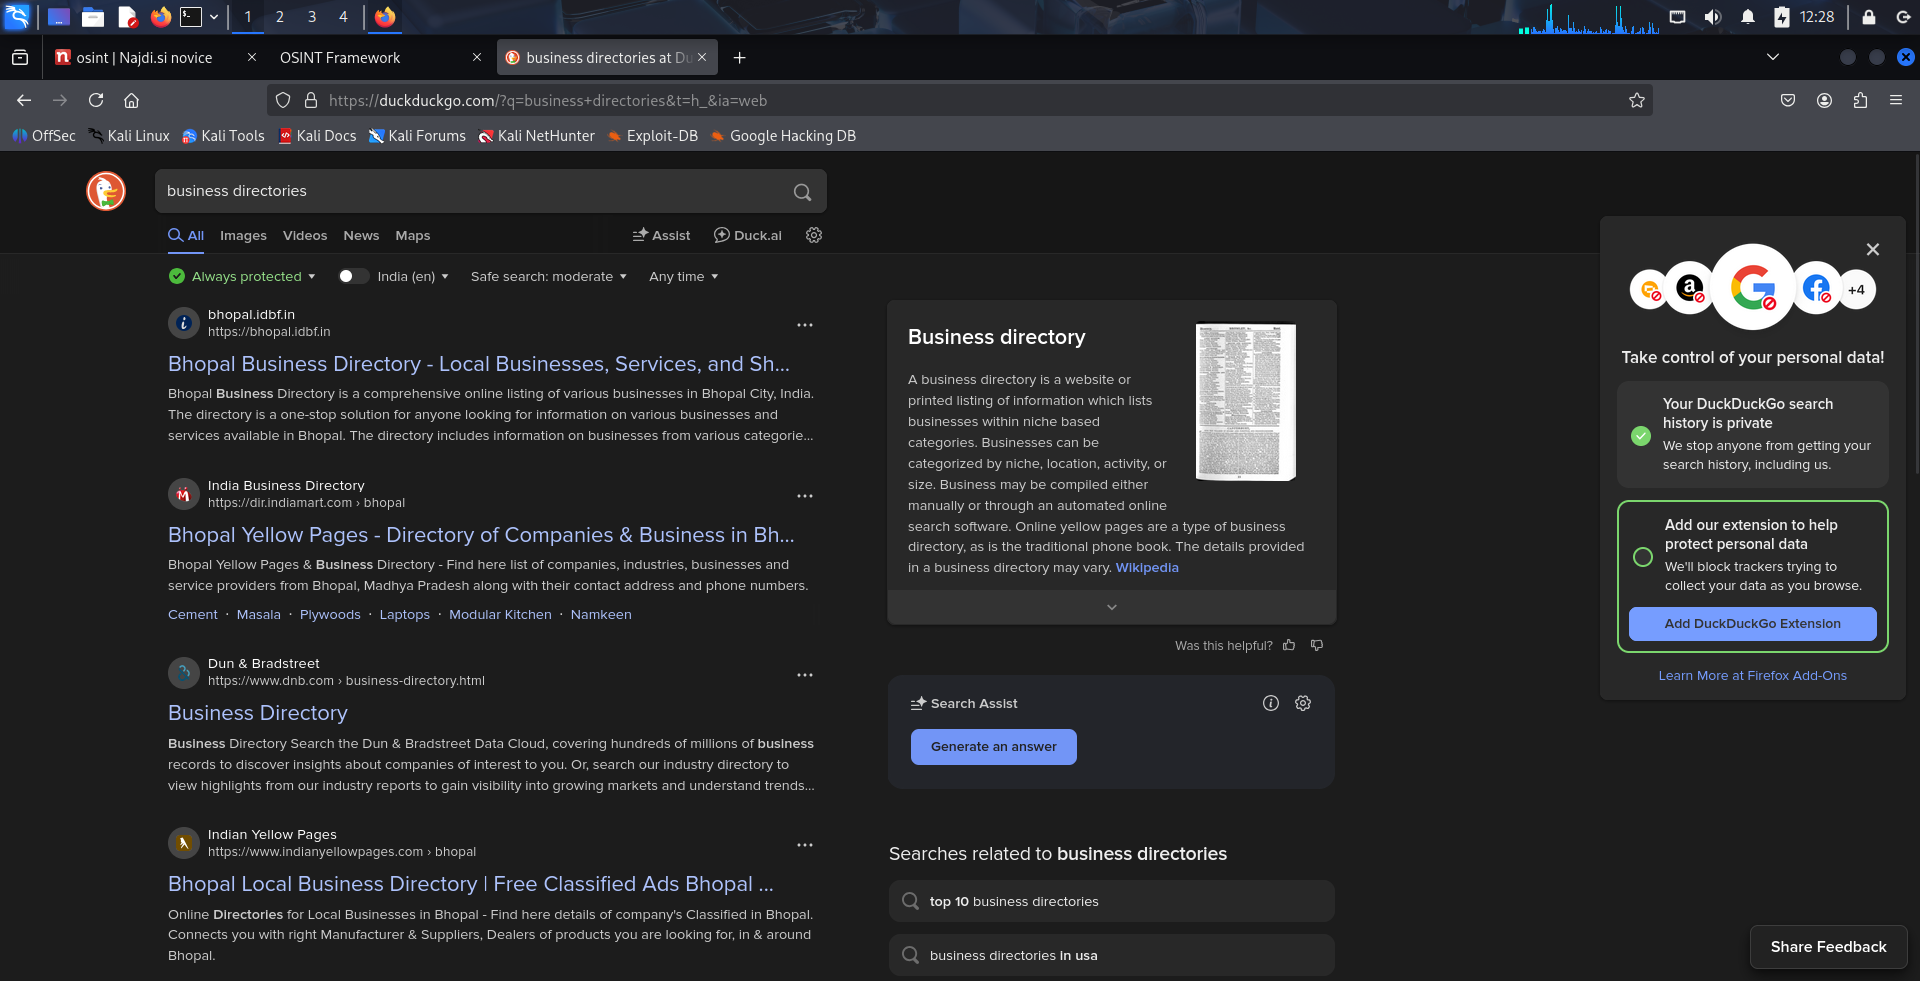 1 2 3 4
12:28
osint | Najdi.si novice
OSINT Framework
business directories at Du
https://duckduckgo.com/?q=business+directories&t=h_&ia=web
OffSec Kali Linux Kali Tools Kali Docs Kali Forums Kali NetHunter Exploit-DB Google Hacking DB
business directories
All Images Videos News Maps Assist Duck.ai
Always protected India (en) Safe search: moderate Any time
bhopal.idbf.in
https://bhopal.idbf.in
Bhopal Business Directory - Local Businesses, Services, and Sh...
Bhopal Business Directory is a comprehensive online listing of various businesses in Bhopal City, India.
The directory is a one-stop solution for anyone looking for information on various businesses and
services available in Bhopal. The directory includes information on businesses from various categorie...
India Business Directory
https://dir.indiamart.com › bhopal
Bhopal Yellow Pages - Directory of Companies & Business in Bh...
Bhopal Yellow Pages & Business Directory - Find here list of companies, industries, businesses and
service providers from Bhopal, Madhya Pradesh along with their contact address and phone numbers.
Cement · Masala · Plywoods · Laptops · Modular Kitchen · Namkeen
Dun & Bradstreet
https://www.dnb.com › business-directory.html
Business Directory
Business Directory Search the Dun & Bradstreet Data Cloud, covering hundreds of millions of business
records to discover insights about companies of interest to you. Or, search our industry directory to
view highlights from our industry reports to gain visibility into growing markets and understand trends...
Indian Yellow Pages
https://www.indianyellowpages.com › bhopal
Bhopal Local Business Directory | Free Classified Ads Bhopal ...
Online Directories for Local Businesses in Bhopal - Find here details of company's Classified in Bhopal.
Connects you with right Manufacturer & Suppliers, Dealers of products you are looking for, in & around
Bhopal.
Business directory
A business directory is a website or
printed listing of information which lists
businesses within niche based
categories. Businesses can be
categorized by niche, location, activity, or
size. Business may be compiled either
manually or through an automated online
search software. Online yellow pages are a type of business
directory, as is the traditional phone book. The details provided
in a business directory may vary. Wikipedia
Was this helpful?
Search Assist
Generate an answer
Searches related to business directories
top 10 business directories
business directories in usa
+4
Take control of your personal data!
Your DuckDuckGo search
history is private
We stop anyone from getting your
search history, including us.
Add our extension to help
protect personal data
We'll block trackers trying to
collect your data as you browse.
Add DuckDuckGo Extension
Learn More at Firefox Add-Ons
Share Feedback